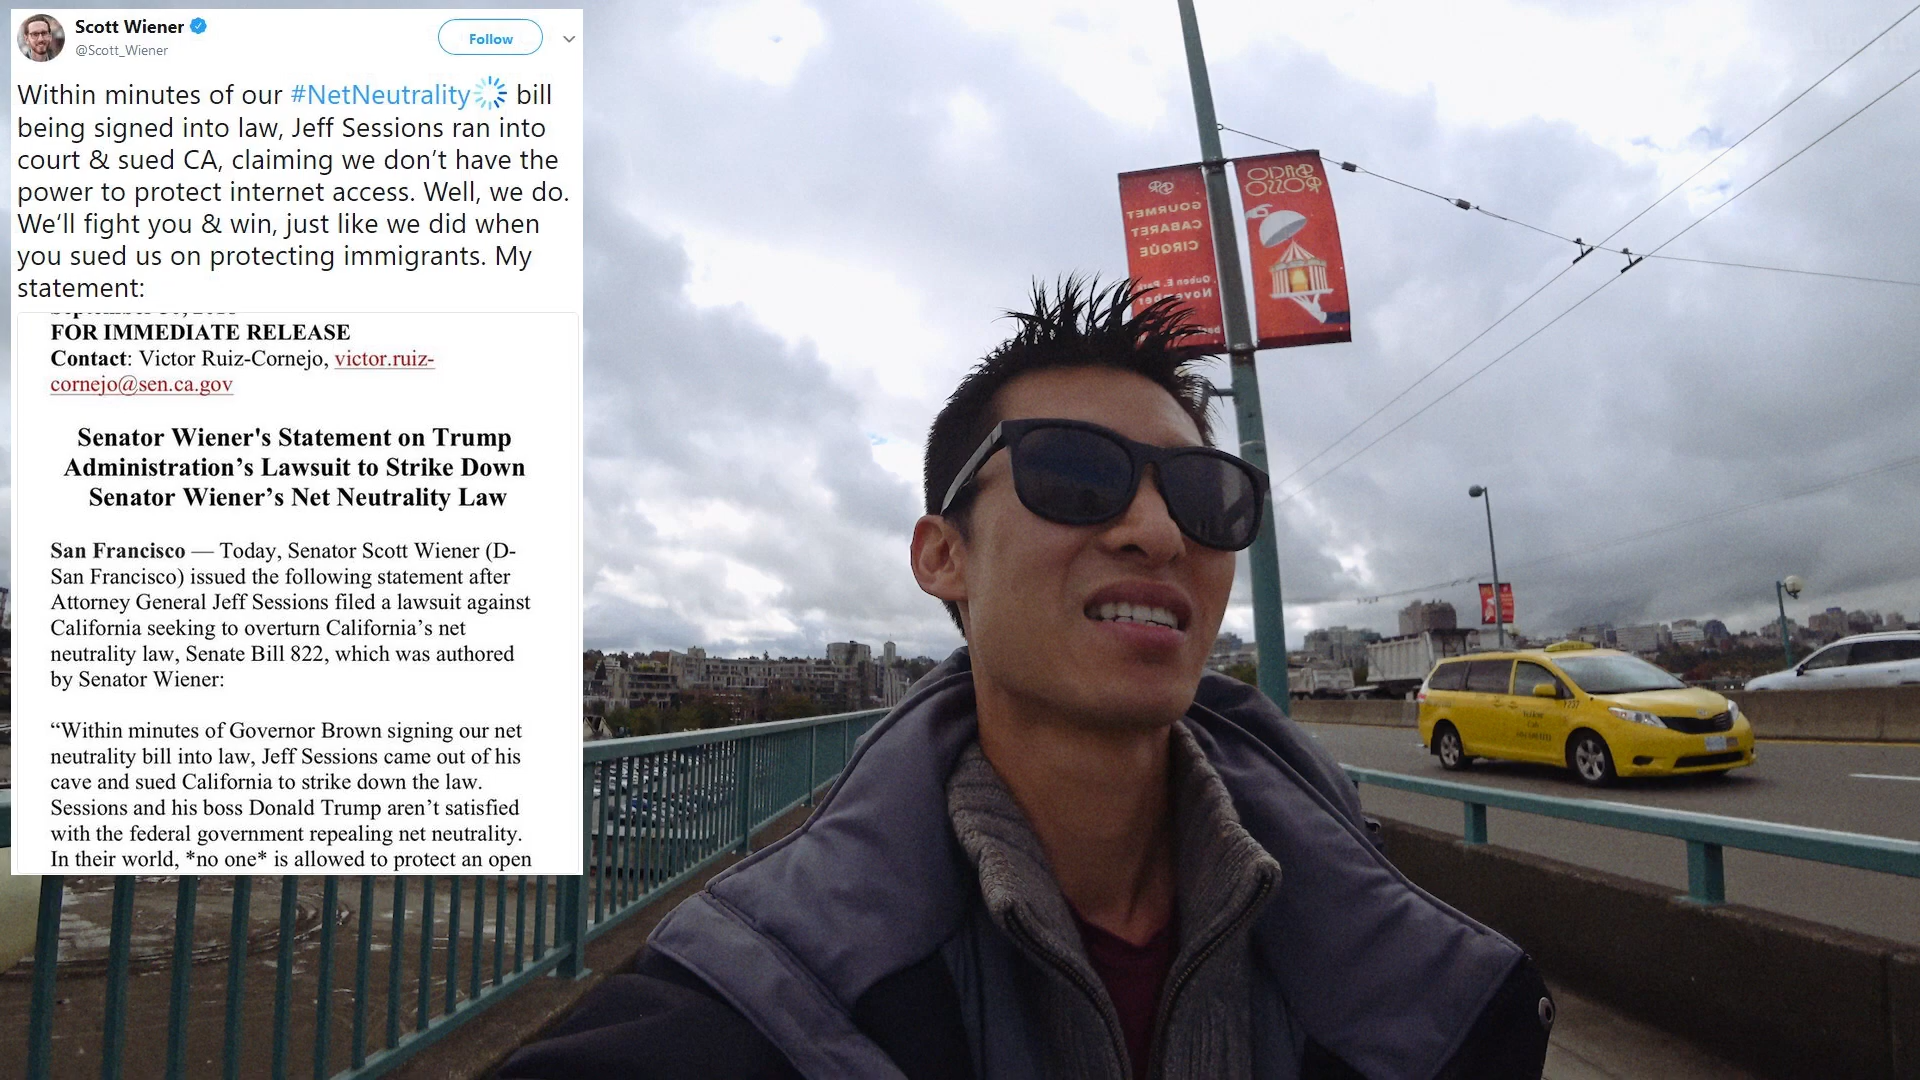 Scott Wiener
@Scott_Wiener
Follow
Within minutes of our #NetNeutrality bill
being signed into law, Jeff Sessions ran into
court & sued CA, claiming we don’t have the
power to protect internet access. Well, we do.
We‘ll fight you & win, just like we did when
you sued us on protecting immigrants. My
statement:
FOR IMMEDIATE RELEASE
Contact: Victor Ruiz-Cornejo, victor.ruiz-
cornejo@sen.ca.gov
Senator Wiener's Statement on Trump
Administration’s Lawsuit to Strike Down
Senator Wiener’s Net Neutrality Law
San Francisco — Today, Senator Scott Wiener (D-
San Francisco) issued the following statement after
Attorney General Jeff Sessions filed a lawsuit against
California seeking to overturn California’s net
neutrality law, Senate Bill 822, which was authored
by Senator Wiener:
“Within minutes of Governor Brown signing our net
neutrality bill into law, Jeff Sessions came out of his
cave and sued California to strike down the law.
Sessions and his boss Donald Trump aren’t satisfied
with the federal government repealing net neutrality.
In their world, *no one* is allowed to protect an open
GOURMET
CABARET
CIRQUE
Queen E. Park
November